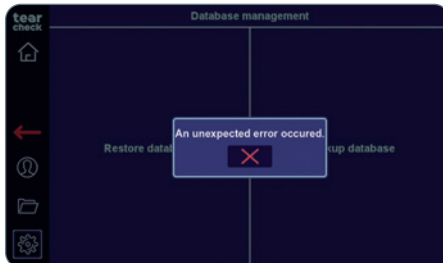 tear
check
Database management
An unexpected error occured.
Restore datab
kup database